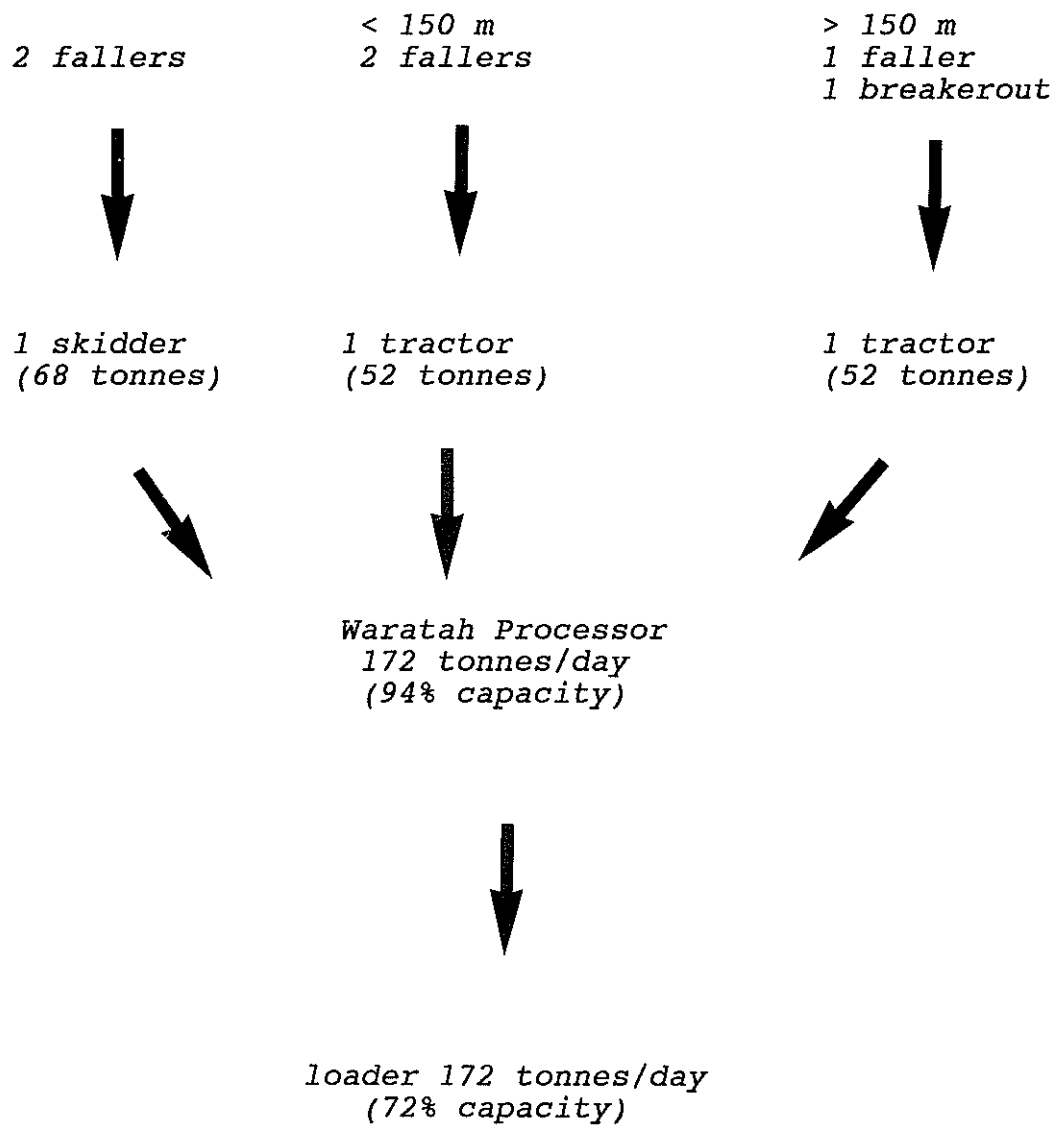 2 fallers
< 150 m
2 fallers
> 150 m
1 faller
1 breakerout
1 skidder
(68 tonnes)
1 tractor
(52 tonnes)
1 tractor
(52 tonnes)
Waratah Processor
172 tonnes/day
(94% capacity)
loader 172 tonnes/day
(72% capacity)